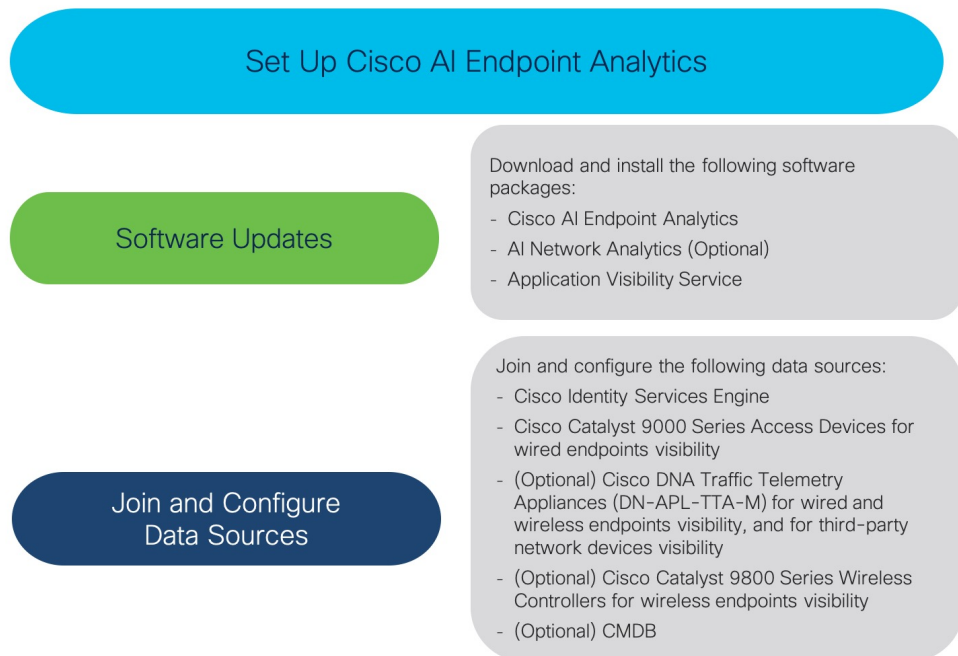 Set Up Cisco AI Endpoint Analytics
Software Updates
Download and install the following software
packages:
- Cisco AI Endpoint Analytics
- AI Network Analytics (Optional)
- Application Visibility Service
Join and Configure
Data Sources
Join and configure the following data sources:
- Cisco Identity Services Engine
- Cisco Catalyst 9000 Series Access Devices for
wired endpoints visibility
- (Optional) Cisco DNA Traffic Telemetry
Appliances (DN-APL-TTA-M) for wired and
wireless endpoints visibility, and for third-party
network devices visibility
- (Optional) Cisco Catalyst 9800 Series Wireless
Controllers for wireless endpoints visibility
- (Optional) CMDB